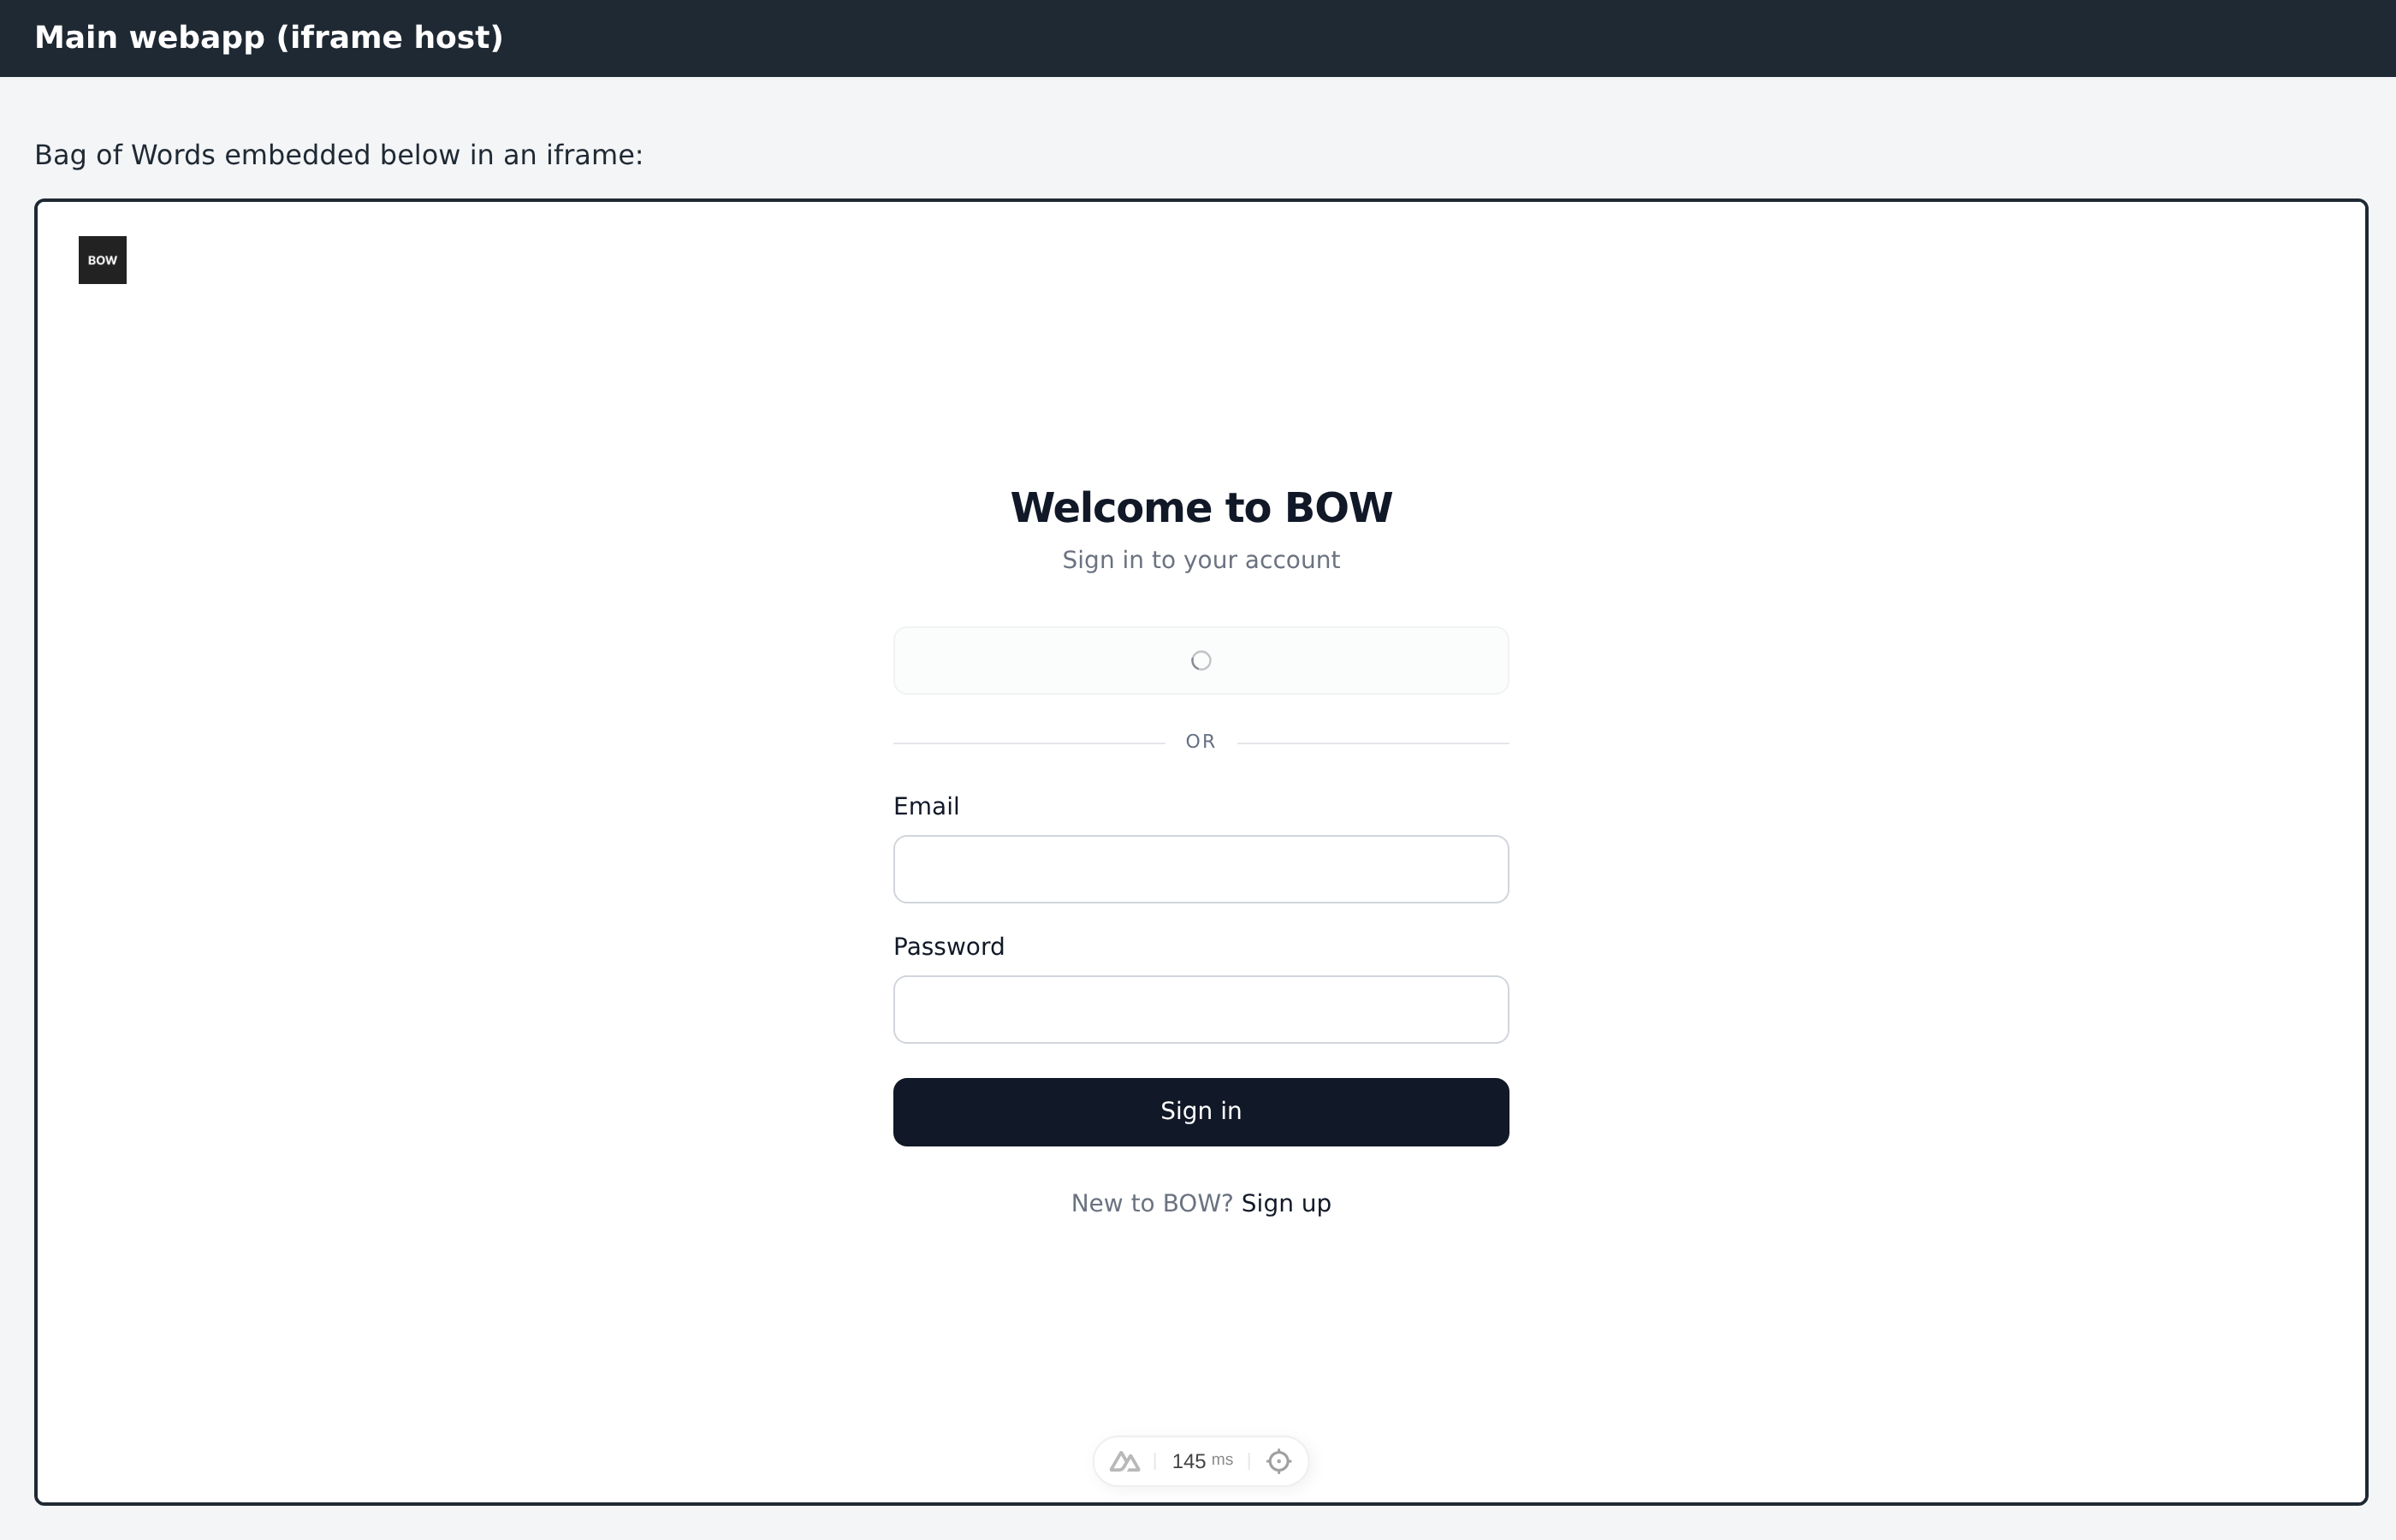 Main webapp (iframe host)
Bag of Words embedded below in an iframe:
BOW
Welcome to BOW
Sign in to your account
OR
Email
Password
Sign in
New to BOW? Sign up
145 ms